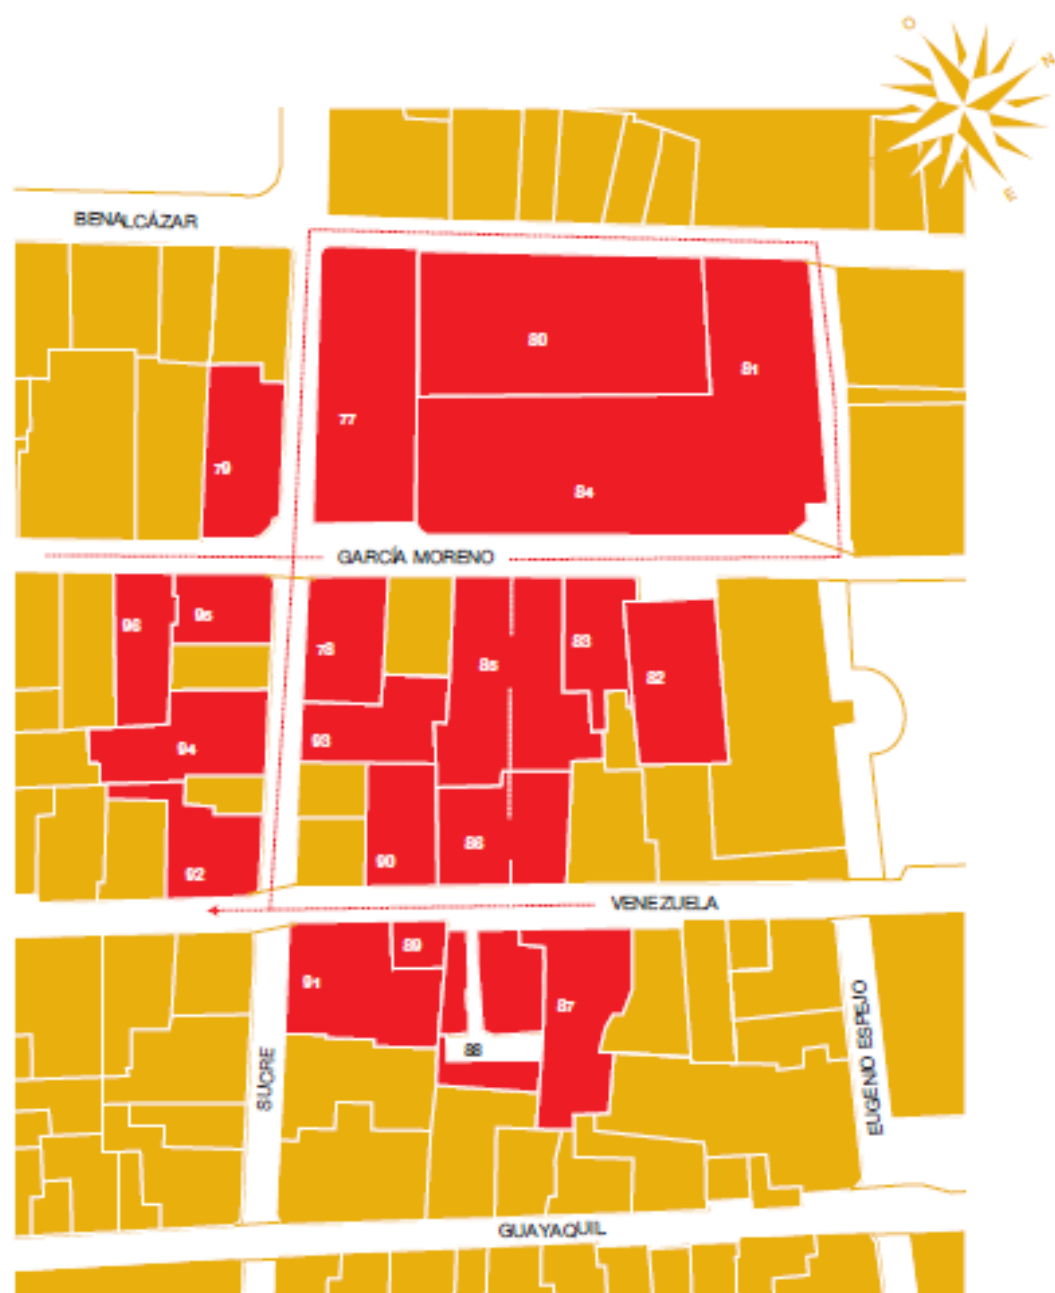 O
N
E
BENALCÁZAR
80
81
77
79
84
GARCÍA MORENO
96
95
78
83
85
82
93
94
86
90
92
VENEZUELA
89
91
87
88
SUCRE
EUGENIO ESPEJO
GUAYAQUIL